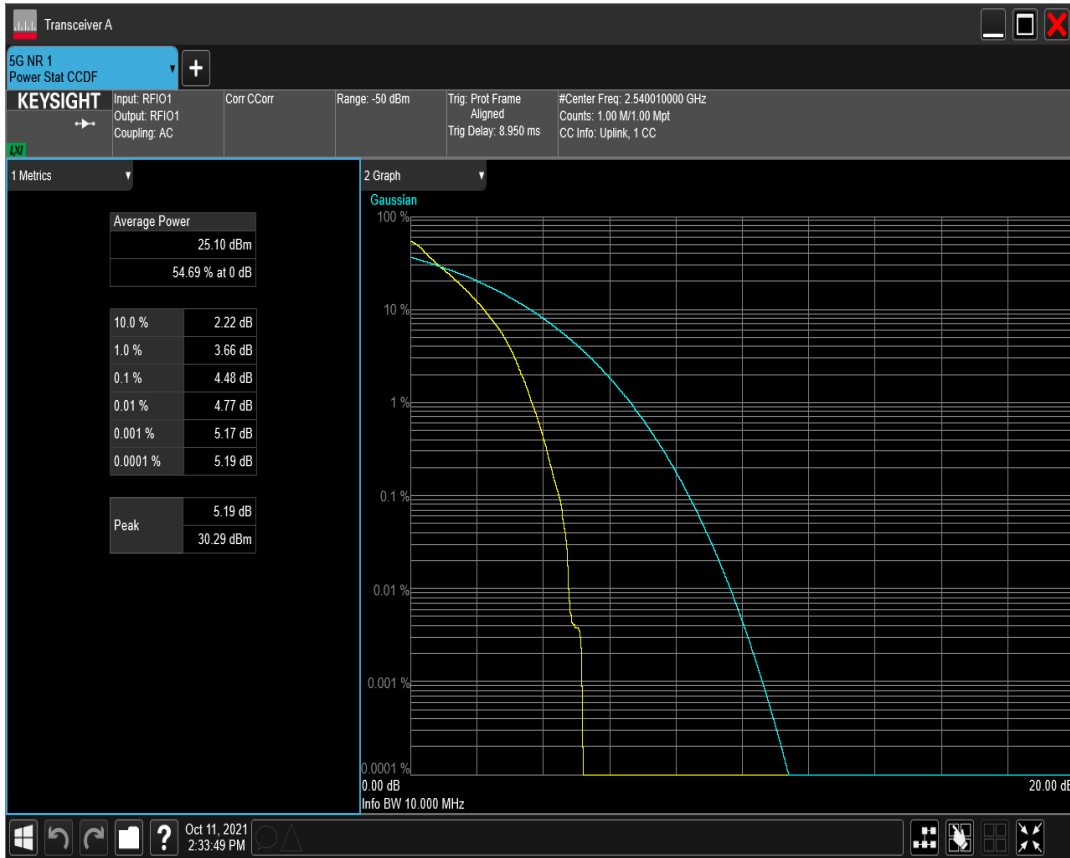 Transceiver A
5G NR 1
Power Stat CCDF
KEYSIGHT
LXI
Input: RFIO1
Output: RFIO1
Coupling: AC
Corr CCorr
Range: -50 dBm
Trig: Prot Frame
Aligned
Trig Delay: 8.950 ms
#Center Freq: 2.540010000 GHz
Counts: 1.00 M/1.00 Mpt
CC Info: Uplink, 1 CC
1 Metrics
Average Power
25.10 dBm
54.69 % at 0 dB
10.0 % 2.22 dB
1.0 % 3.66 dB
0.1 % 4.48 dB
0.01 % 4.77 dB
0.001 % 5.17 dB
0.0001 % 5.19 dB
Peak 5.19 dB
30.29 dBm
2 Graph
Gaussian
100 %
10 %
1 %
0.1 %
0.01 %
0.001 %
0.0001 %
0.00 dB 20.00 dB
Info BW 10.000 MHz
? Oct 11, 2021
2:33:49 PM